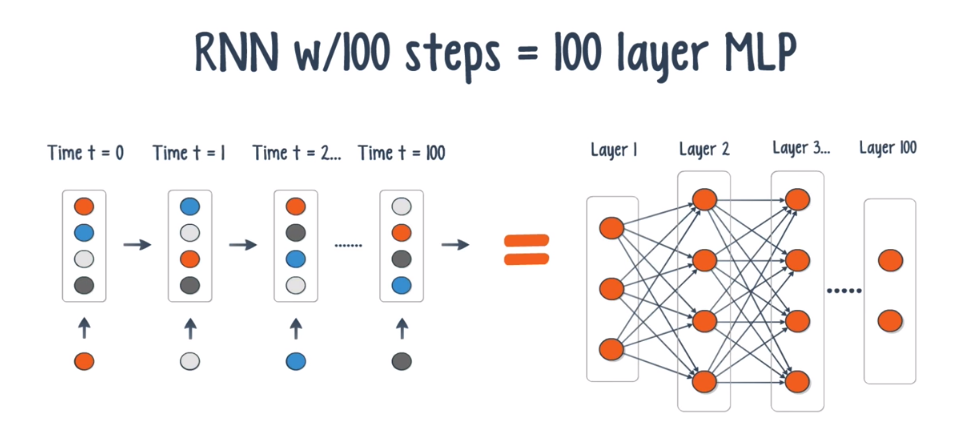 RNN w/100 steps = 100 layer MLP
Time t = 0 Time t = 1 Time t = 2... Time t = 100
Layer 1 Layer 2 Layer 3... Layer 100